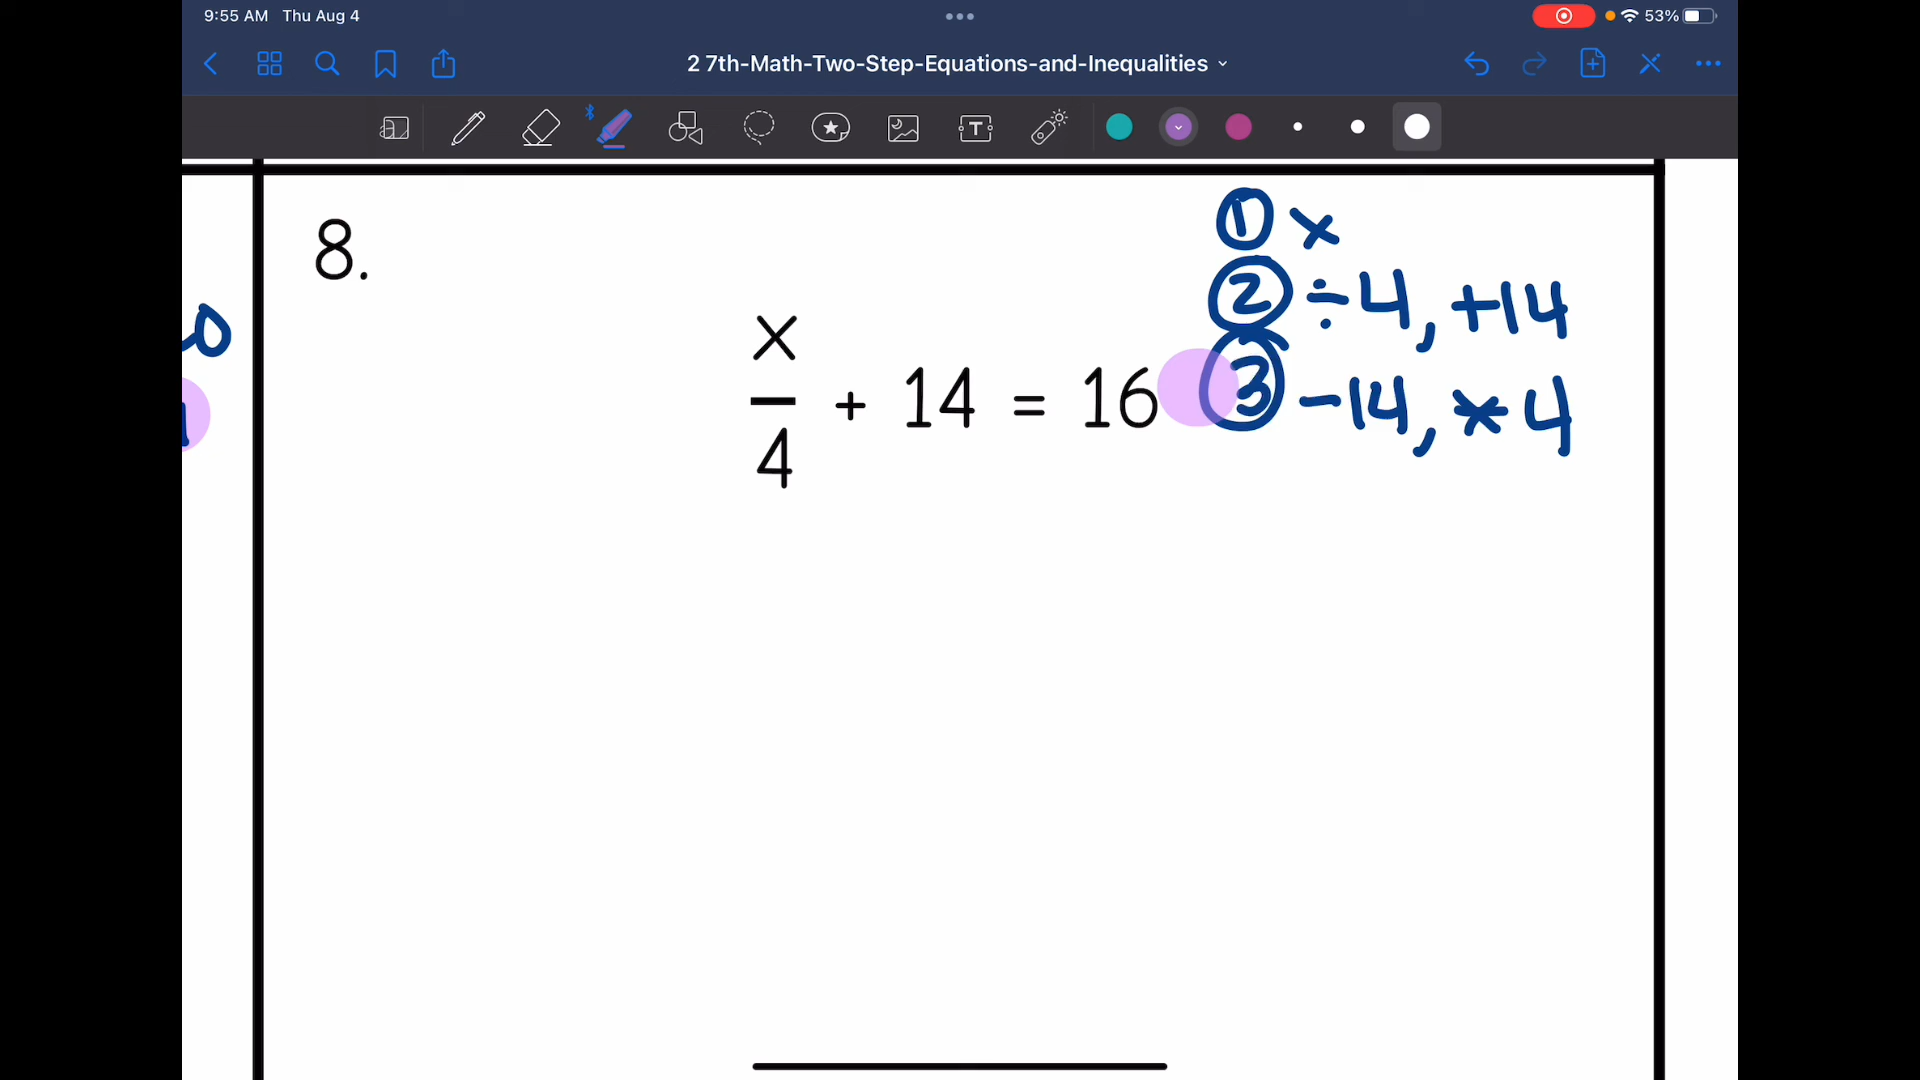 9:55 AM Thu Aug 4
53%
2 7th-Math-Two-Step-Equations-and-Inequalities
T
8.
① x
② ÷4, +14
③ -14, * 4
x
— + 14 = 16
4